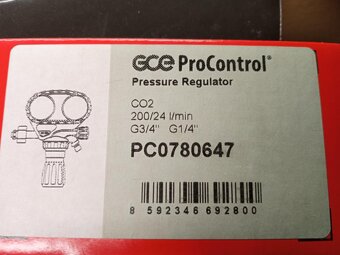 GCE ProControl®
Pressure Regulator
CO2
200/24 l/min
G3/4" G1/4"
PC0780647
8 592346 692800